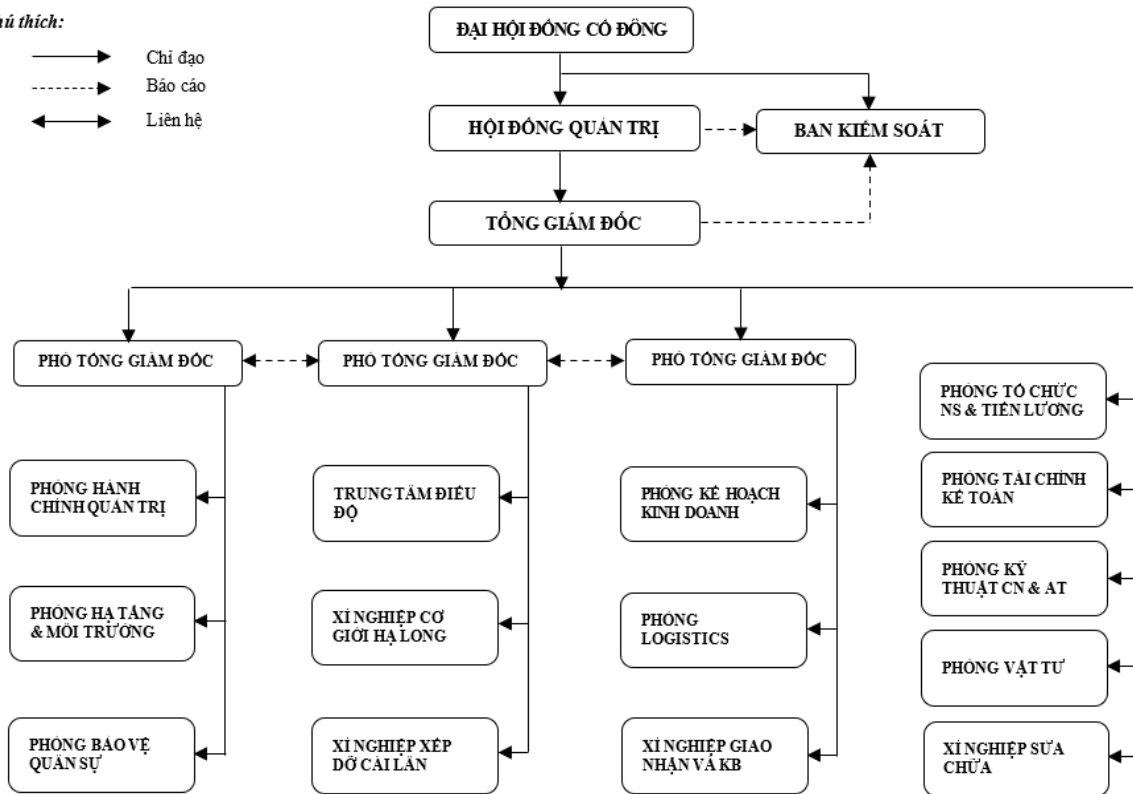 hú thích:
Chỉ đạo
Báo cáo
Liên hệ
ĐẠI HỘI ĐỒNG CỔ ĐÔNG
HỘI ĐỒNG QUẢN TRỊ
BAN KIỂM SOÁT
TỔNG GIÁM ĐỐC
PHÓ TỔNG GIÁM ĐỐC
PHÓ TỔNG GIÁM ĐỐC
PHÓ TỔNG GIÁM ĐỐC
PHÒNG HÀNH
CHÍNH QUẢN TRỊ
PHÒNG HẠ TẦNG
& MÔI TRƯỜNG
PHÒNG BẢO VỆ
QUÂN SỰ
TRUNG TÂM ĐIỀU
ĐỘ
XÍ NGHIỆP CƠ
GIỚI HẠ LONG
XÍ NGHIỆP XẾP
DỠ CÁI LÂN
PHÒNG KẾ HOẠCH
KINH DOANH
PHÒNG
LOGISTICS
XÍ NGHIỆP GIAO
NHẬN VÀ KB
PHÒNG TỔ CHỨC
NS & TIỀN LƯƠNG
PHÒNG TÀI CHÍNH
KẾ TOÁN
PHÒNG KỸ
THUẬT CN & AT
PHÒNG VẬT TƯ
XÍ NGHIỆP SỬA
CHỮA